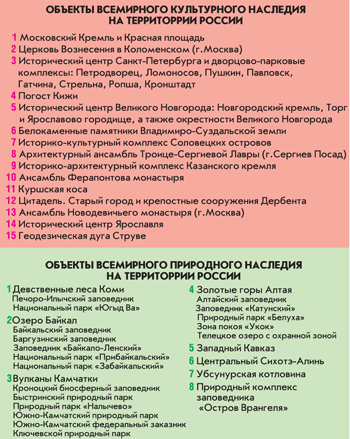 ОБЪЕКТЫ ВСЕМИРНОГО КУЛЬТУРНОГО НАСЛЕДИЯ
НА ТЕРРИТОРРИИ РОССИИ
1 Московский Кремль и Красная площадь
2 Церковь Вознесения в Коломенском (г.Москва)
3 Исторический центр Санкт-Петербурга и дворцово-парковые
комплексы: Петродворец, Ломоносов, Пушкин, Павловск,
Гатчина, Стрельна, Ропша, Кронштадт
4 Погост Кижи
5 Исторический центр Великого Новгорода: Новгородский кремль, Торг
и Ярославово городище, а также окрестности Великого Новгорода
6 Белокаменные памятники Владимиро-Суздальской земли
7 Историко-культурный комплекс Соловецких островов
8 Архитектурный ансамбль Троице-Сергиевой Лавры (г.Сергиев Посад)
9 Историко-архитектурный комплекс Казанского кремля
10 Ансамбль Ферапонтова монастыря
11 Куршская коса
12 Цитадель. Старый город и крепостные сооружения Дербента
13 Ансамбль Новодевичьего монастыря (г.Москва)
14 Исторический центр Ярославля
15 Геодезическая дуга Струве
ОБЪЕКТЫ ВСЕМИРНОГО ПРИРОДНОГО НАСЛЕДИЯ
НА ТЕРРИТОРРИИ РОССИИ
1 Девственные леса Коми
Печоро-Илычский заповедник
Национальный парк «Югыд Ва»
2 Озеро Байкал
Байкальский заповедник
Баргузинский заповедник
Заповедник «Байкало-Ленский»
Национальный парк «Прибайкальский»
Национальный парк «Забайкальский»
3 Вулканы Камчатки
Кроноцкий биосферный заповедник
Быстринский природный парк
Природный парк «Налычево»
Южно-Камчатский природный парк
Южно-Камчатский федеральный заказник
Ключевской природный парк
4 Золотые горы Алтая
Алтайский заповедник
Заповедник «Катунский»
Природный парк «Белуха»
Зона покоя «Укок»
Телецкое озеро с охранной зоной
5 Западный Кавказ
6 Центральный Сихотэ-Алинь
7 Убсунурская котловина
8 Природный комплекс
заповедника
«Остров Врангеля»